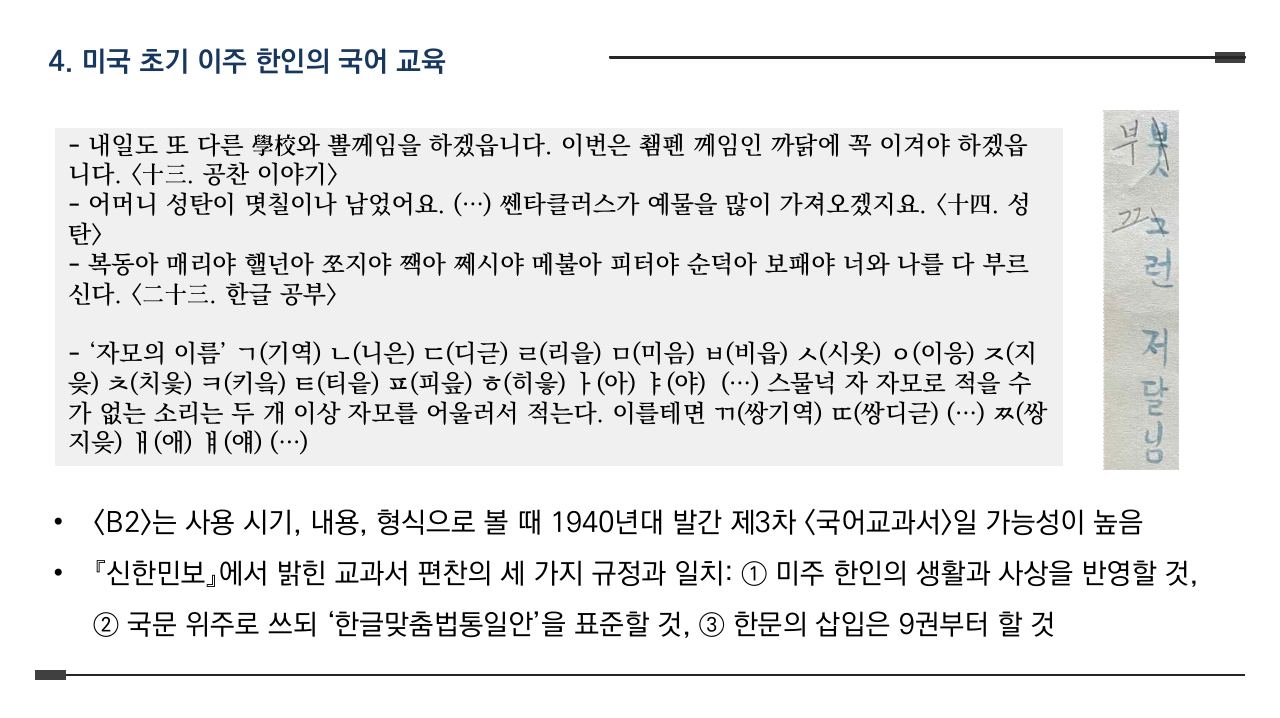 4. 미국 초기 이주 한인의 국어 교육
- 내일도 또 다른 學校와 뽈께임을 하겠읍니다. 이번은 쵐펜 께임인 까닭에 꼭 이겨야 하겠읍
니다. 〈十三. 공찬 이야기〉
- 어머니 성탄이 몇칠이나 남었어요. (…) 쎈타클러스가 예물을 많이 가져오겠지요. 〈十四. 성
탄〉
- 복동아 매리야 핼넌아 쪼지야 짹아 쩨시야 메불아 피터야 순덕아 보패야 너와 나를 다 부르
신다. 〈二十三. 한글 공부〉
- ‘자모의 이름’ ㄱ(기역) ㄴ(니은) ㄷ(디귿) ㄹ(리을) ㅁ(미음) ㅂ(비읍) ㅅ(시옷) ㅇ(이응) ㅈ(지
읒) ㅊ(치읓) ㅋ(키읔) ㅌ(티읕) ㅍ(피읖) ㅎ(히읗) ㅏ(아) ㅑ(야) (…) 스물넉 자 자모로 적을 수
가 없는 소리는 두 개 이상 자모를 어울러서 적는다. 이를테면 ㄲ(쌍기역) ㄸ(쌍디귿) (…) ㅉ(쌍
지읒) ㅐ(애) ㅒ(얘) (…)
부
끄
붓그런 저달님
• 〈B2〉는 사용 시기, 내용, 형식으로 볼 때 1940년대 발간 제3차 〈국어교과서〉일 가능성이 높음
• 『신한민보』에서 밝힌 교과서 편찬의 세 가지 규정과 일치: ① 미주 한인의 생활과 사상을 반영할 것,
② 국문 위주로 쓰되 ‘한글맞춤법통일안’을 표준할 것, ③ 한문의 삽입은 9권부터 할 것